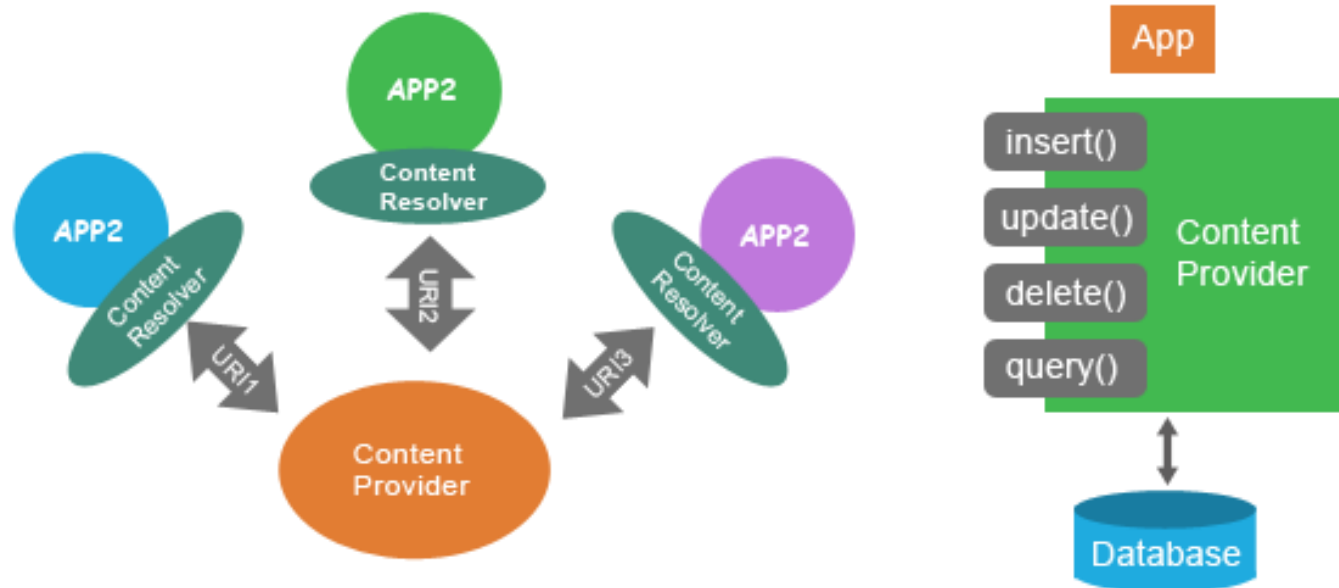 APP2
Content
Resolver
URI1
APP2
Content
Resolver
URI2
APP2
Content
Resolver
URI3
Content
Provider
App
insert()
update()
delete()
query()
Content
Provider
Database